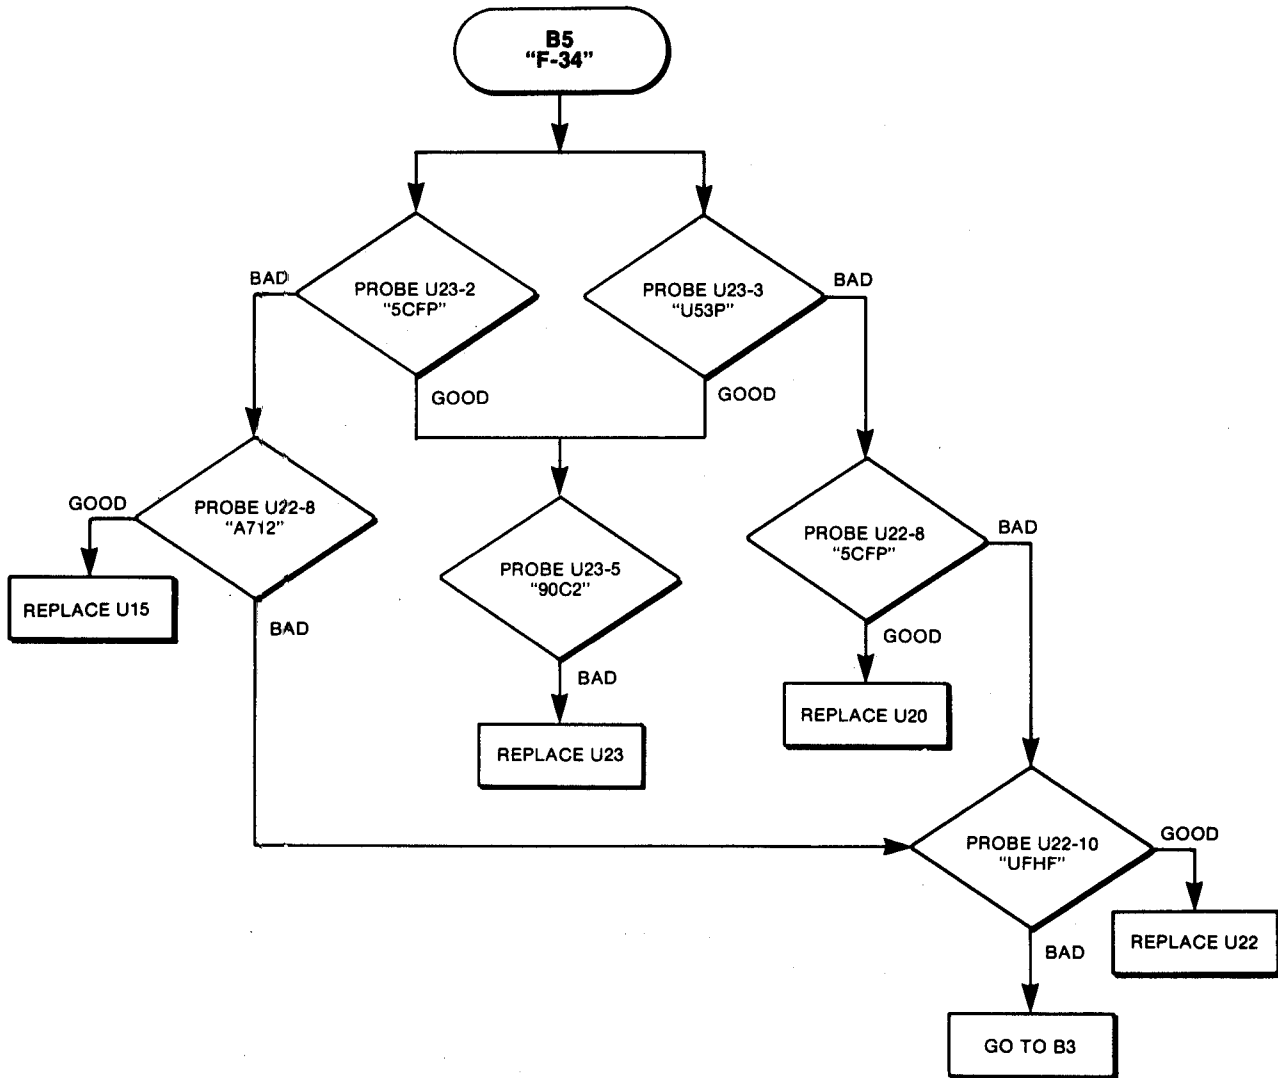 B5
“F-34”
BAD
PROBE U23-2
“5CFP”
GOOD
PROBE U23-3
“U53P”
BAD
GOOD
GOOD
PROBE U22-8
“A712”
BAD
REPLACE U15
PROBE U23-5
“90C2”
BAD
REPLACE U23
PROBE U22-8
“5CFP”
BAD
GOOD
REPLACE U20
PROBE U22-10
“UFHF”
GOOD
REPLACE U22
BAD
GO TO B3